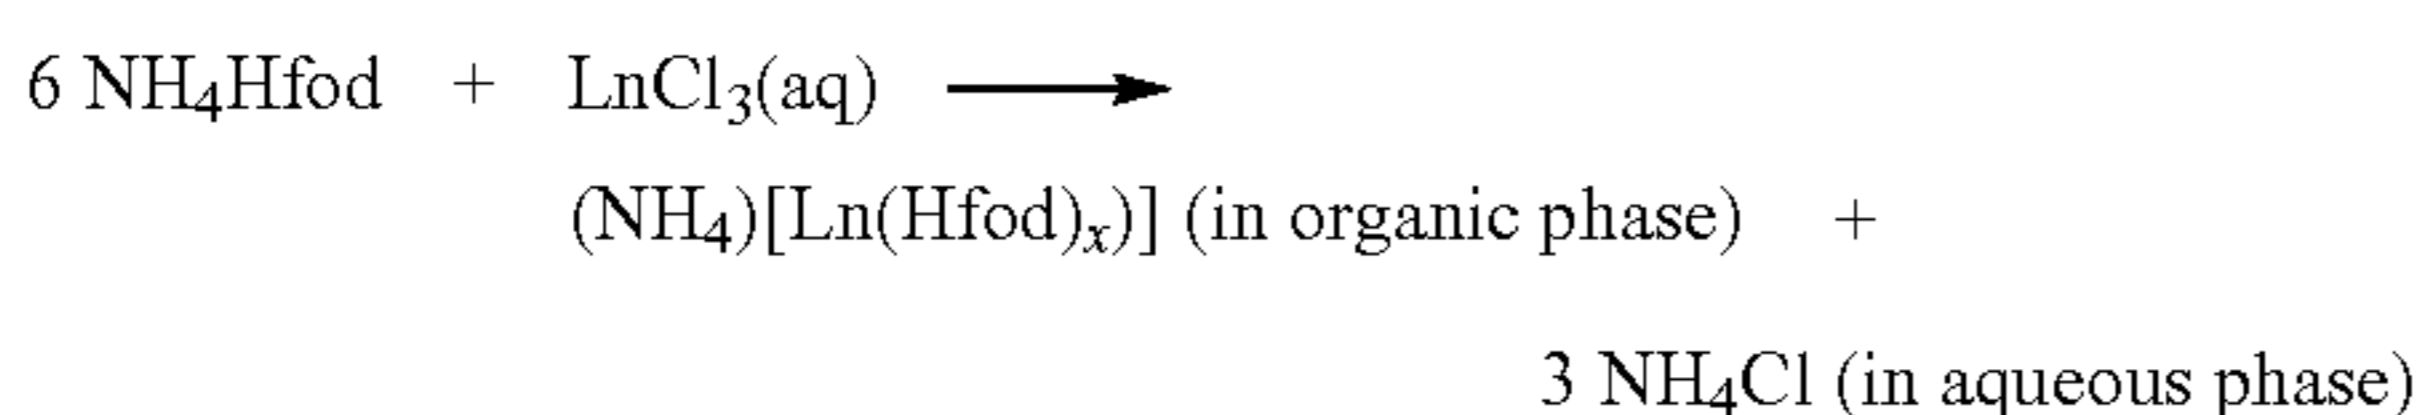 6 NH₄Hfod + LnCl₃(aq) ⟶
(NH₄)[Ln(Hfod)ₓ)] (in organic phase) +
3 NH₄Cl (in aqueous phase)